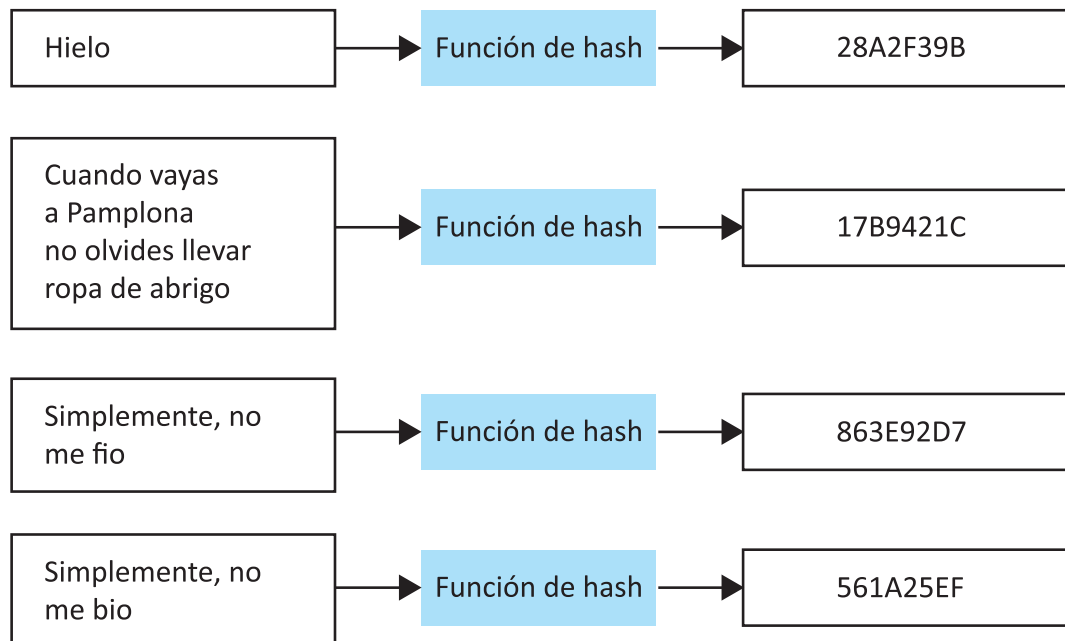 Hielo
Función de hash
28A2F39B
Cuando vayas
a Pamplona
no olvides llevar
ropa de abrigo
Función de hash
17B9421C
Simplemente, no
me fio
Función de hash
863E92D7
Simplemente, no
me bio
Función de hash
561A25EF